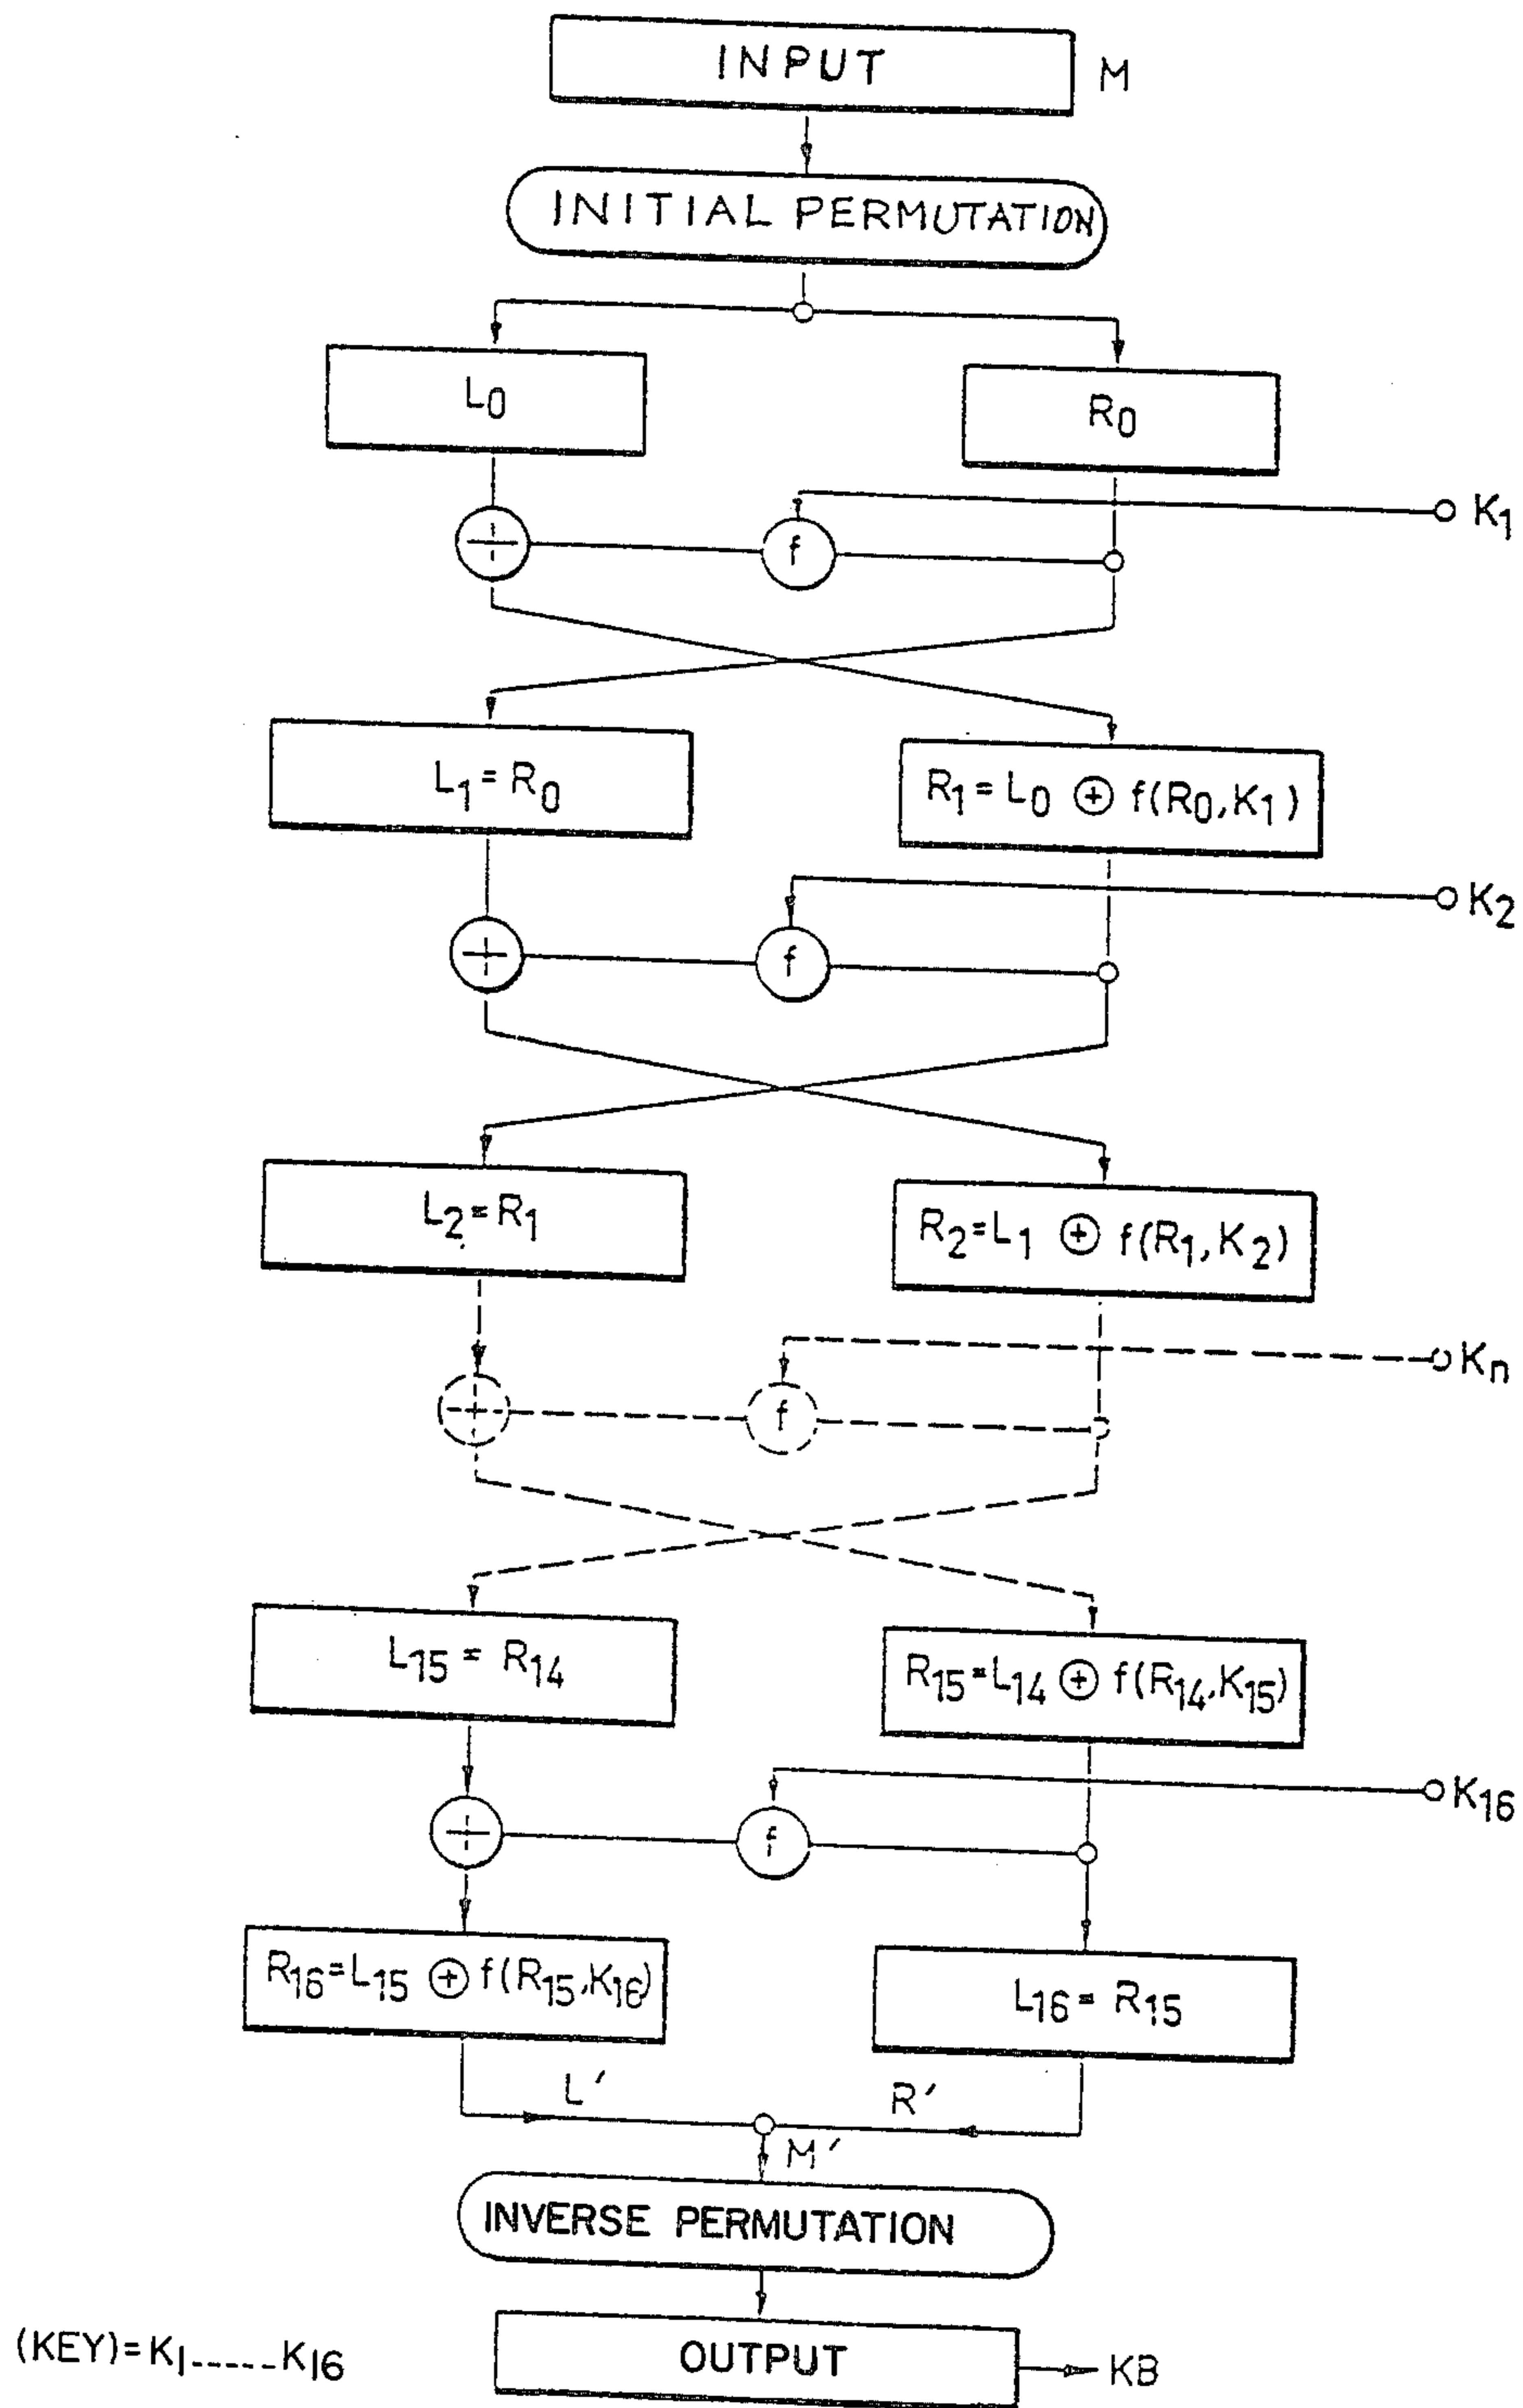 INPUT M
INITIAL PERMUTATION
L₀
R₀
K₁
f
L₁ = R₀
R₁ = L₀ ⊕ f(R₀, K₁)
K₂
f
L₂ = R₁
R₂ = L₁ ⊕ f(R₁, K₂)
Kₙ
f
L₁₅ = R₁₄
R₁₅ = L₁₄ ⊕ f(R₁₄, K₁₅)
K₁₆
f
R₁₆ = L₁₅ ⊕ f(R₁₅, K₁₆)
L₁₆ = R₁₅
L′
R′
M′
INVERSE PERMUTATION
OUTPUT
KB
(KEY) = K₁-----K₁₆